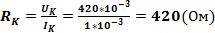 R_K = U_K / I_K = 420*10^-3 / 1*10^-3 = 420(Ом)